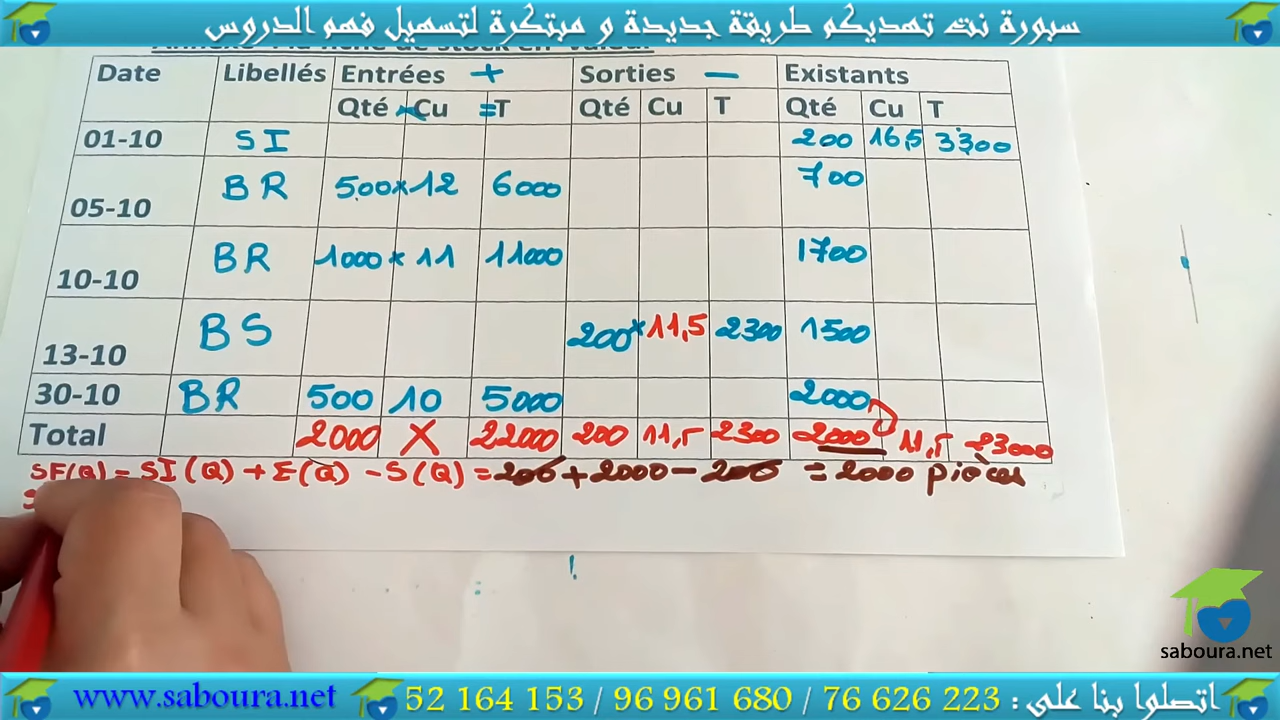 سبورة نت تهديكم طريقة جديدة و مبتكرة لتسهيل فهم الدروس
Date Libellés Entrées + Sorties — Existants
Qté × Cu = T Qté Cu T Qté Cu T
01-10 SI 200 16,5 3300
05-10 BR 500 × 12 6000 700
10-10 BR 1000 × 11 11000 1700
13-10 BS 200 × 11,5 2300 1500
30-10 BR 500 10 5000 2000
Total 2000 X 22000 200 11,5 2300 2000 11,5 23000
SF(Q) = SI(Q) + E(Q) - S(Q) = 200 + 2000 - 200 = 2000 pièces
saboura.net
www.saboura.net 52 164 153 / 96 961 680 / 76 626 223 : اتصلوا بنا على